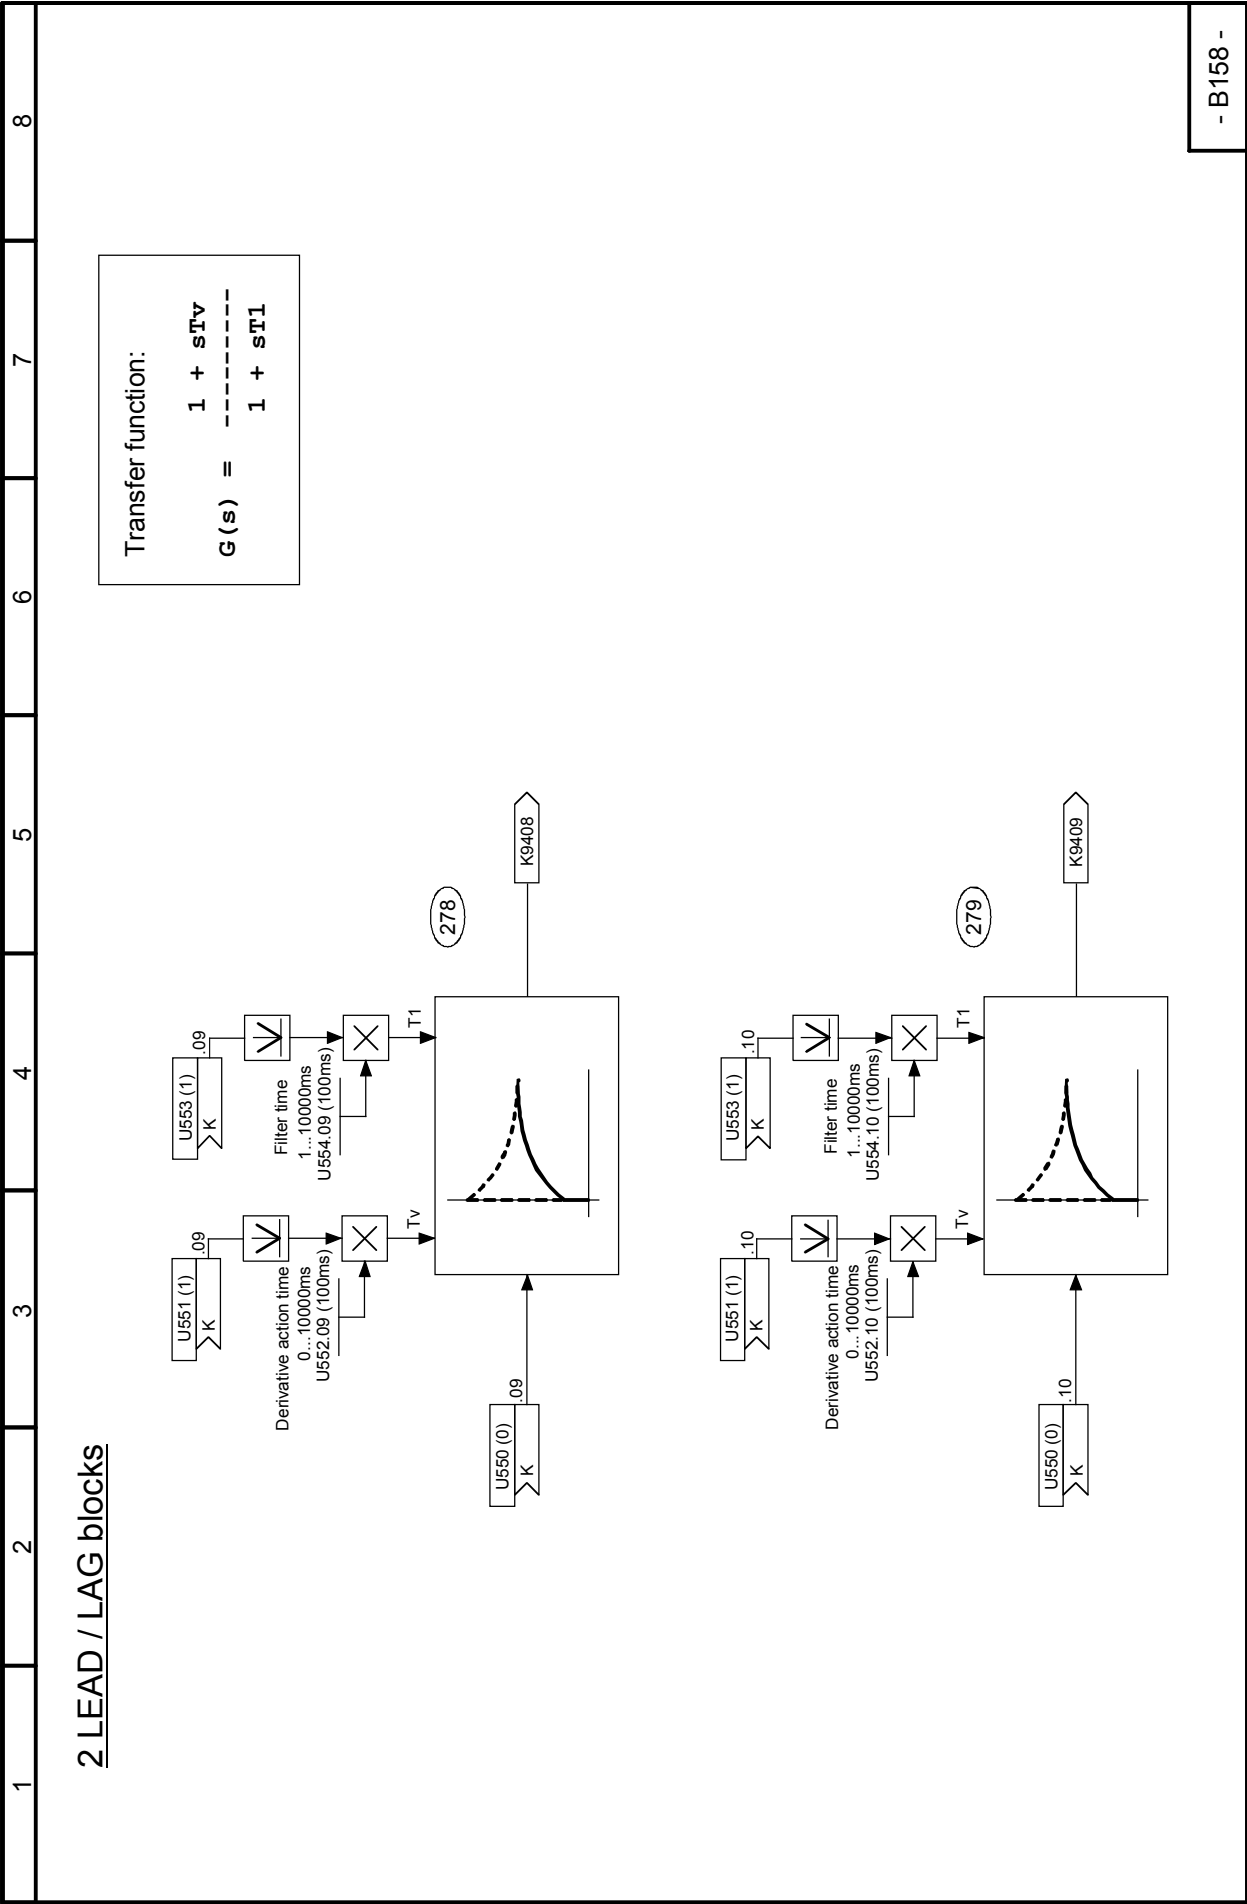 1 2 3 4 5 6 7 8
2 LEAD / LAG blocks
Transfer function:
1 + sTv
G(s) = ----------
1 + sT1
U551 (1)
K
.09
Derivative action time
0...10000ms
U552.09 (100ms)
Tv
U553 (1)
K
.09
Filter time
1...10000ms
U554.09 (100ms)
T1
278
U550 (0)
K
.09
K9408
U551 (1)
K
.10
Derivative action time
0...10000ms
U552.10 (100ms)
Tv
U553 (1)
K
.10
Filter time
1...10000ms
U554.10 (100ms)
T1
279
U550 (0)
K
.10
K9409
- B158 -